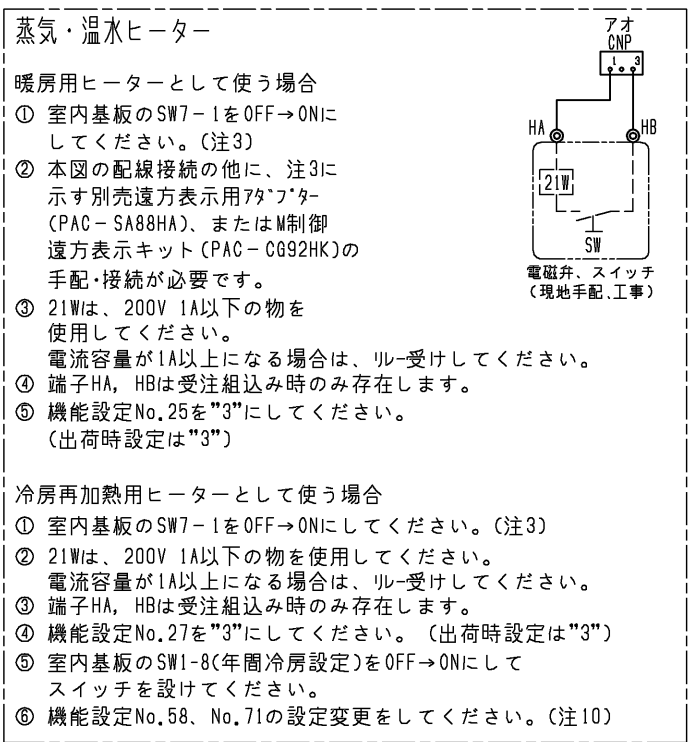 蒸気・温水ヒーター
アオ
CNP
1 3
HA HB
21W
SW
電磁弁、スイッチ
(現地手配、工事)
暖房用ヒーターとして使う場合
① 室内基板のSW7-1をOFF→ONに
してください。(注3)
② 本図の配線接続の他に、注3に
示す別売遠方表示用アダプター
(PAC-SA88HA)、またはM制御
遠方表示キット(PAC-CG92HK)の
手配・接続が必要です。
③ 21Wは、200V 1A以下の物を
使用してください。
電流容量が1A以上になる場合は、リレー受けしてください。
④ 端子HA, HBは受注組込み時のみ存在します。
⑤ 機能設定No.25を"3"にしてください。
(出荷時設定は"3")
冷房再加熱用ヒーターとして使う場合
① 室内基板のSW7-1をOFF→ONにしてください。(注3)
② 21Wは、200V 1A以下の物を使用してください。
電流容量が1A以上になる場合は、リレー受けしてください。
③ 端子HA, HBは受注組込み時のみ存在します。
④ 機能設定No.27を"3"にしてください。 (出荷時設定は"3")
⑤ 室内基板のSW1-8(年間冷房設定)をOFF→ONにして
スイッチを設けてください。
⑥ 機能設定No.58、No.71の設定変更をしてください。(注10)